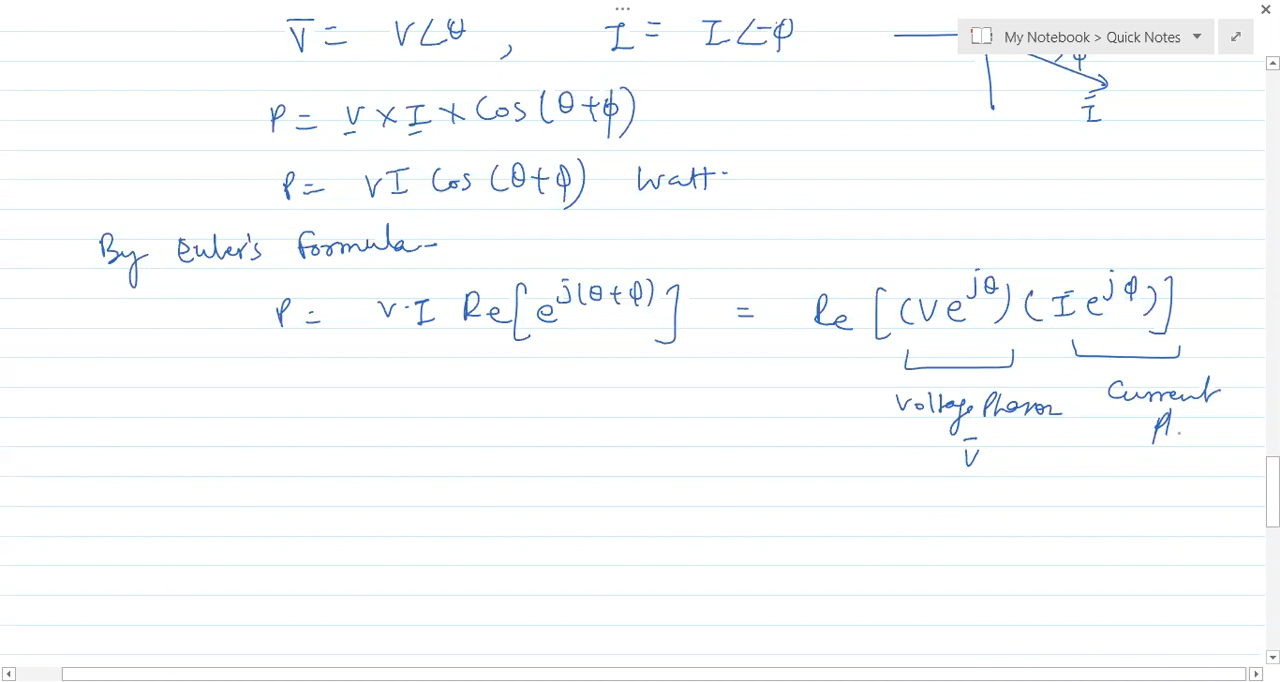 V̅ = V∠θ , I = I∠-φ
My Notebook > Quick Notes
φ
I̅
P = V × I × Cos(θ+φ)
P = VI Cos (θ+φ) Watt.
By Euler's Formula-
P = V·I Re[e^j(θ+φ)] = Re [(Ve^jθ)(Ie^jφ)]
Voltage Phasor Current
V̅